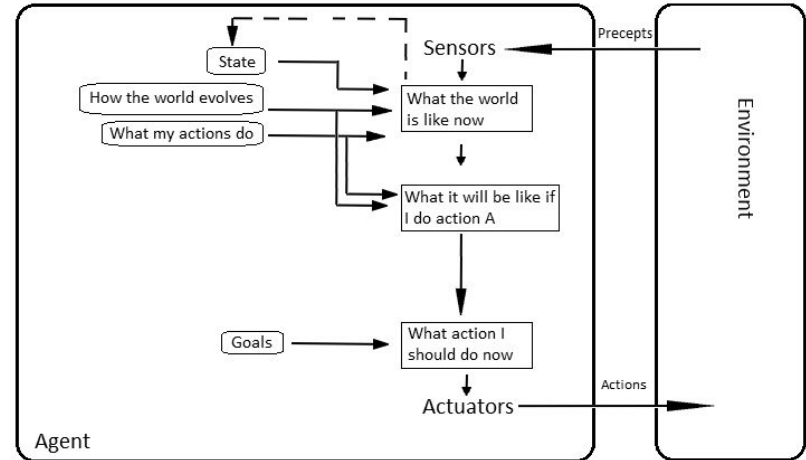 Sensors
Precepts
State
How the world evolves
What the world
is like now
What my actions do
Environment
What it will be like if
I do action A
Goals
What action I
should do now
Actuators
Actions
Agent